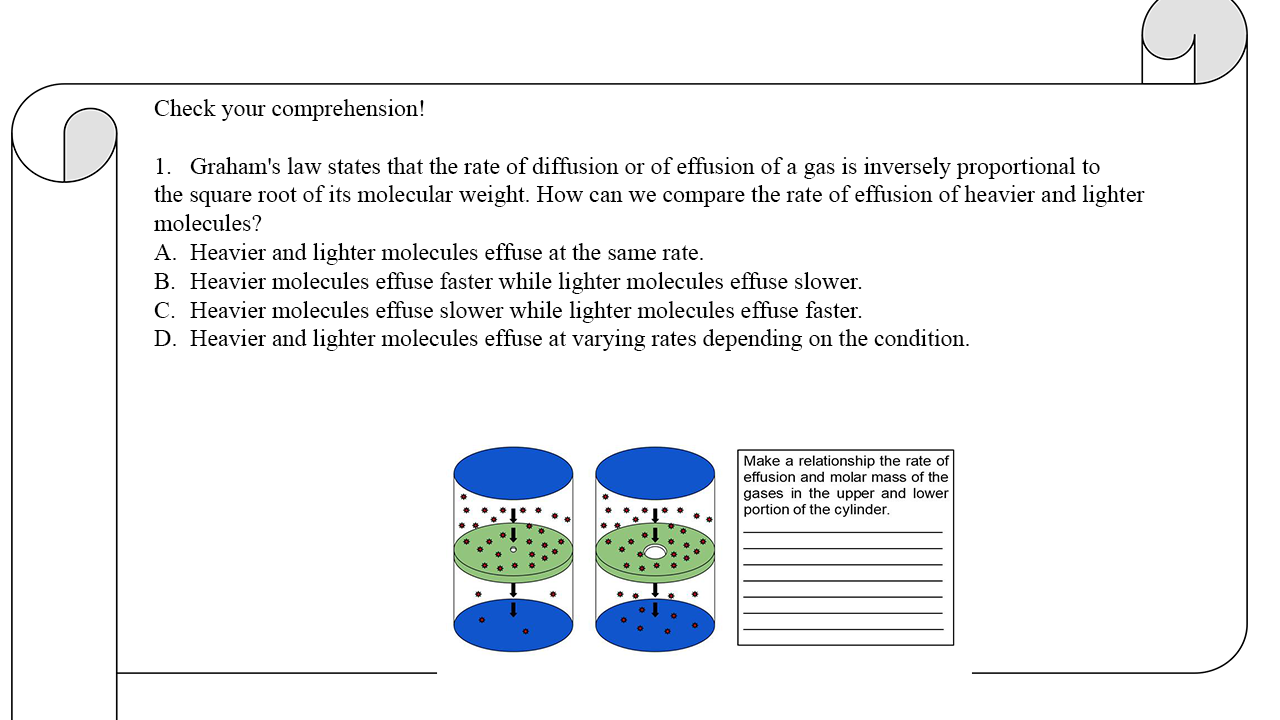 Check your comprehension!
1. Graham's law states that the rate of diffusion or of effusion of a gas is inversely proportional to
the square root of its molecular weight. How can we compare the rate of effusion of heavier and lighter
molecules?
A. Heavier and lighter molecules effuse at the same rate.
B. Heavier molecules effuse faster while lighter molecules effuse slower.
C. Heavier molecules effuse slower while lighter molecules effuse faster.
D. Heavier and lighter molecules effuse at varying rates depending on the condition.
Make a relationship the rate of
effusion and molar mass of the
gases in the upper and lower
portion of the cylinder.